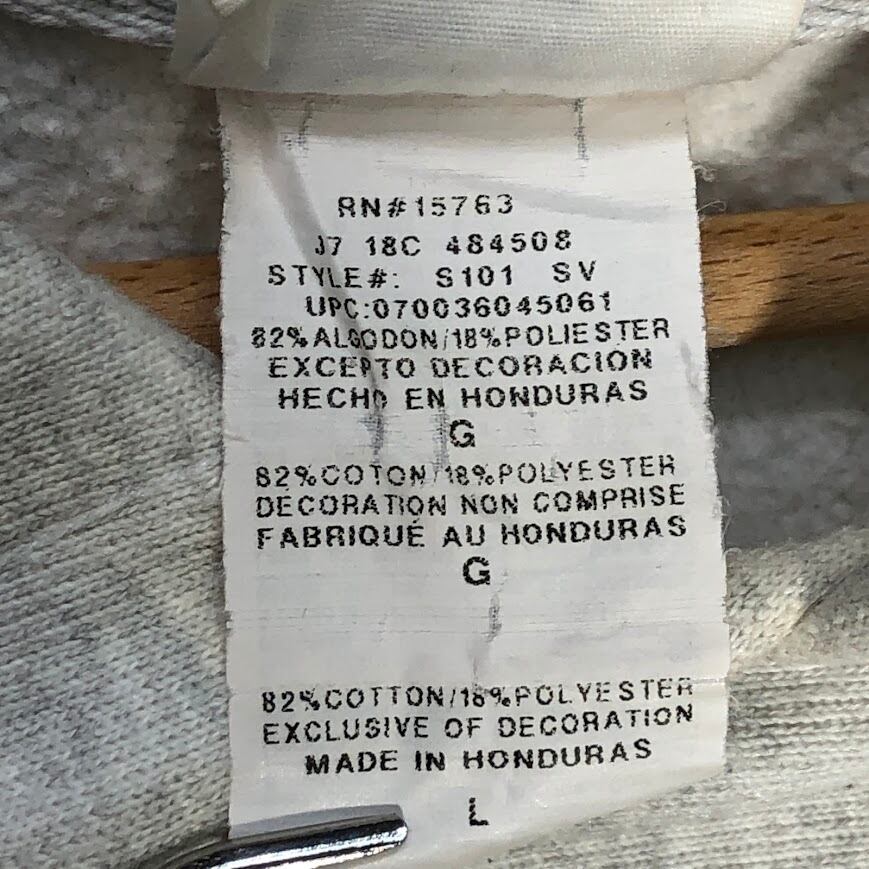 RN#15763
J7 18C 484508
STYLE#: S101 SV
UPC:070036045061
82%ALGODON/18%POLIESTER
EXCEPTO DECORACION
HECHO EN HONDURAS
G
82%COTON/18%POLYESTER
DECORATION NON COMPRISE
FABRIQUÉ AU HONDURAS
G
82%COTTON/18%POLYESTER
EXCLUSIVE OF DECORATION
MADE IN HONDURAS
L